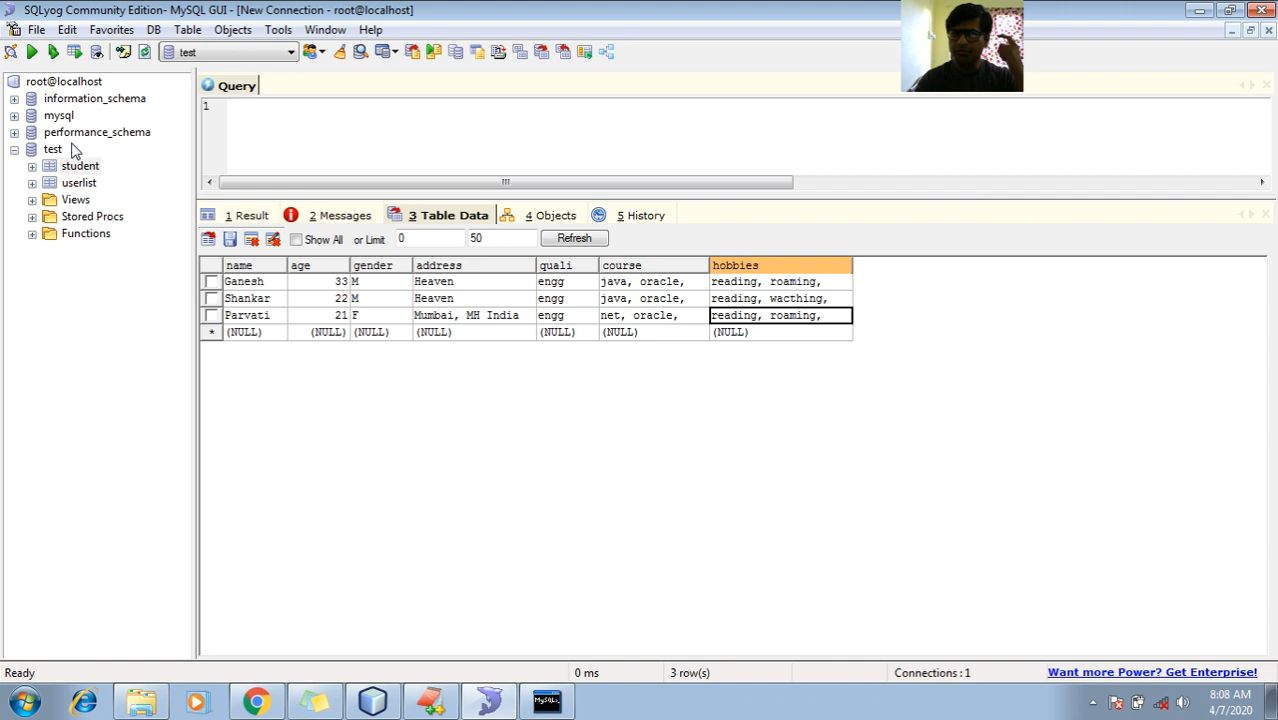 SQLyog Community Edition- MySQL GUI - [New Connection - root@localhost]
File Edit Favorites DB Table Objects Tools Window Help
test
root@localhost
information_schema
mysql
performance_schema
test
student
userlist
Views
Stored Procs
Functions
Query
1
1 Result 2 Messages 3 Table Data 4 Objects 5 History
Show All or Limit 0 50 Refresh
name age gender address quali course hobbies
Ganesh 33 M Heaven engg java, oracle, reading, roaming,
Shankar 22 M Heaven engg java, oracle, reading, wacthing,
Parvati 21 F Mumbai, MH India engg net, oracle, reading, roaming,
* (NULL) (NULL) (NULL) (NULL) (NULL) (NULL) (NULL)
Ready 0 ms 3 row(s) Connections : 1 Want more Power? Get Enterprise!
MySQL
8:08 AM
4/7/2020